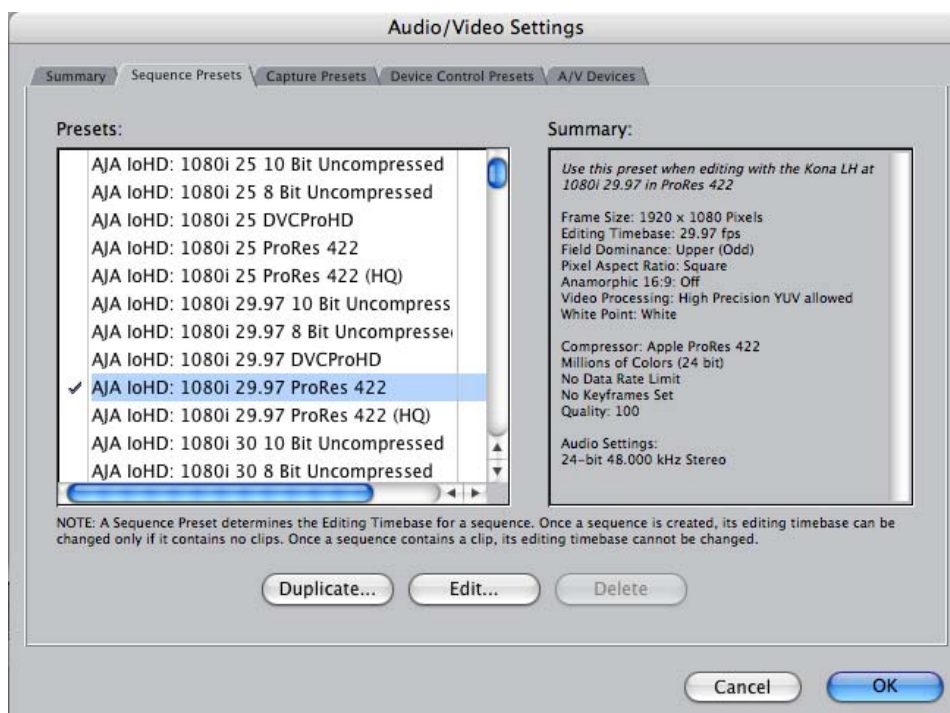 Audio/Video Settings
Summary
Sequence Presets
Capture Presets
Device Control Presets
A/V Devices
Presets:
AJA IoHD: 1080i 25 10 Bit Uncompressed
AJA IoHD: 1080i 25 8 Bit Uncompressed
AJA IoHD: 1080i 25 DVCProHD
AJA IoHD: 1080i 25 ProRes 422
AJA IoHD: 1080i 25 ProRes 422 (HQ)
AJA IoHD: 1080i 29.97 10 Bit Uncompress
AJA IoHD: 1080i 29.97 8 Bit Uncompresse
AJA IoHD: 1080i 29.97 DVCProHD
AJA IoHD: 1080i 29.97 ProRes 422
AJA IoHD: 1080i 29.97 ProRes 422 (HQ)
AJA IoHD: 1080i 30 10 Bit Uncompressed
AJA IoHD: 1080i 30 8 Bit Uncompressed
Summary:
Use this preset when editing with the Kona LH at
1080i 29.97 in ProRes 422
Frame Size: 1920 x 1080 Pixels
Editing Timebase: 29.97 fps
Field Dominance: Upper (Odd)
Pixel Aspect Ratio: Square
Anamorphic 16:9: Off
Video Processing: High Precision YUV allowed
White Point: White
Compressor: Apple ProRes 422
Millions of Colors (24 bit)
No Data Rate Limit
No Keyframes Set
Quality: 100
Audio Settings:
24-bit 48.000 kHz Stereo
NOTE: A Sequence Preset determines the Editing Timebase for a sequence. Once a sequence is created, its editing timebase can be
changed only if it contains no clips. Once a sequence contains a clip, its editing timebase cannot be changed.
Duplicate...
Edit...
Delete
Cancel
OK